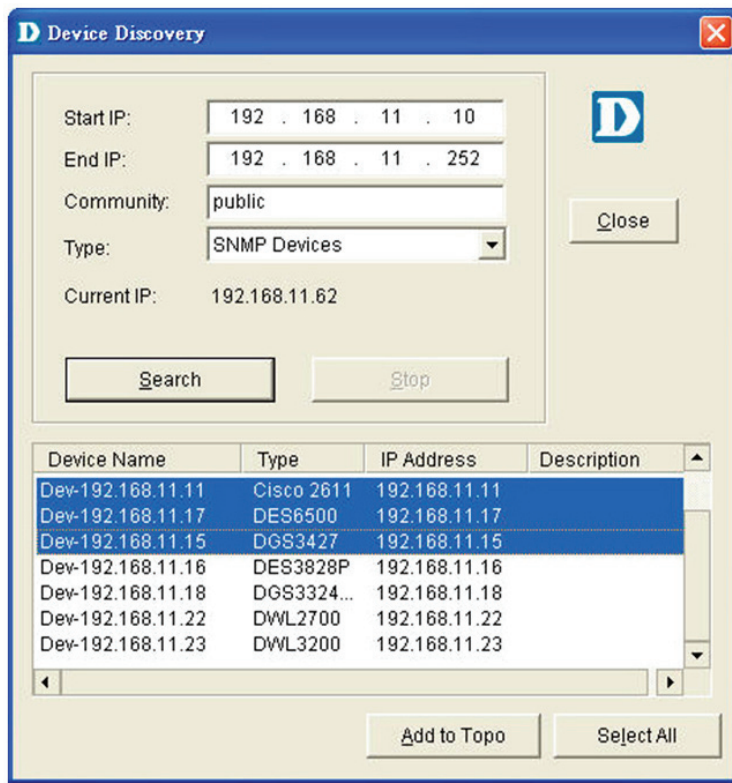 D Device Discovery
Start IP: 192 . 168 . 11 . 10
End IP: 192 . 168 . 11 . 252
Community: public
Type: SNMP Devices
Current IP: 192.168.11.62
D
Close
Search Stop
Device Name Type IP Address Description
Dev-192.168.11.11 Cisco 2611 192.168.11.11
Dev-192.168.11.17 DES6500 192.168.11.17
Dev-192.168.11.15 DGS3427 192.168.11.15
Dev-192.168.11.16 DES3828P 192.168.11.16
Dev-192.168.11.18 DGS3324... 192.168.11.18
Dev-192.168.11.22 DWL2700 192.168.11.22
Dev-192.168.11.23 DWL3200 192.168.11.23
Add to Topo Select All